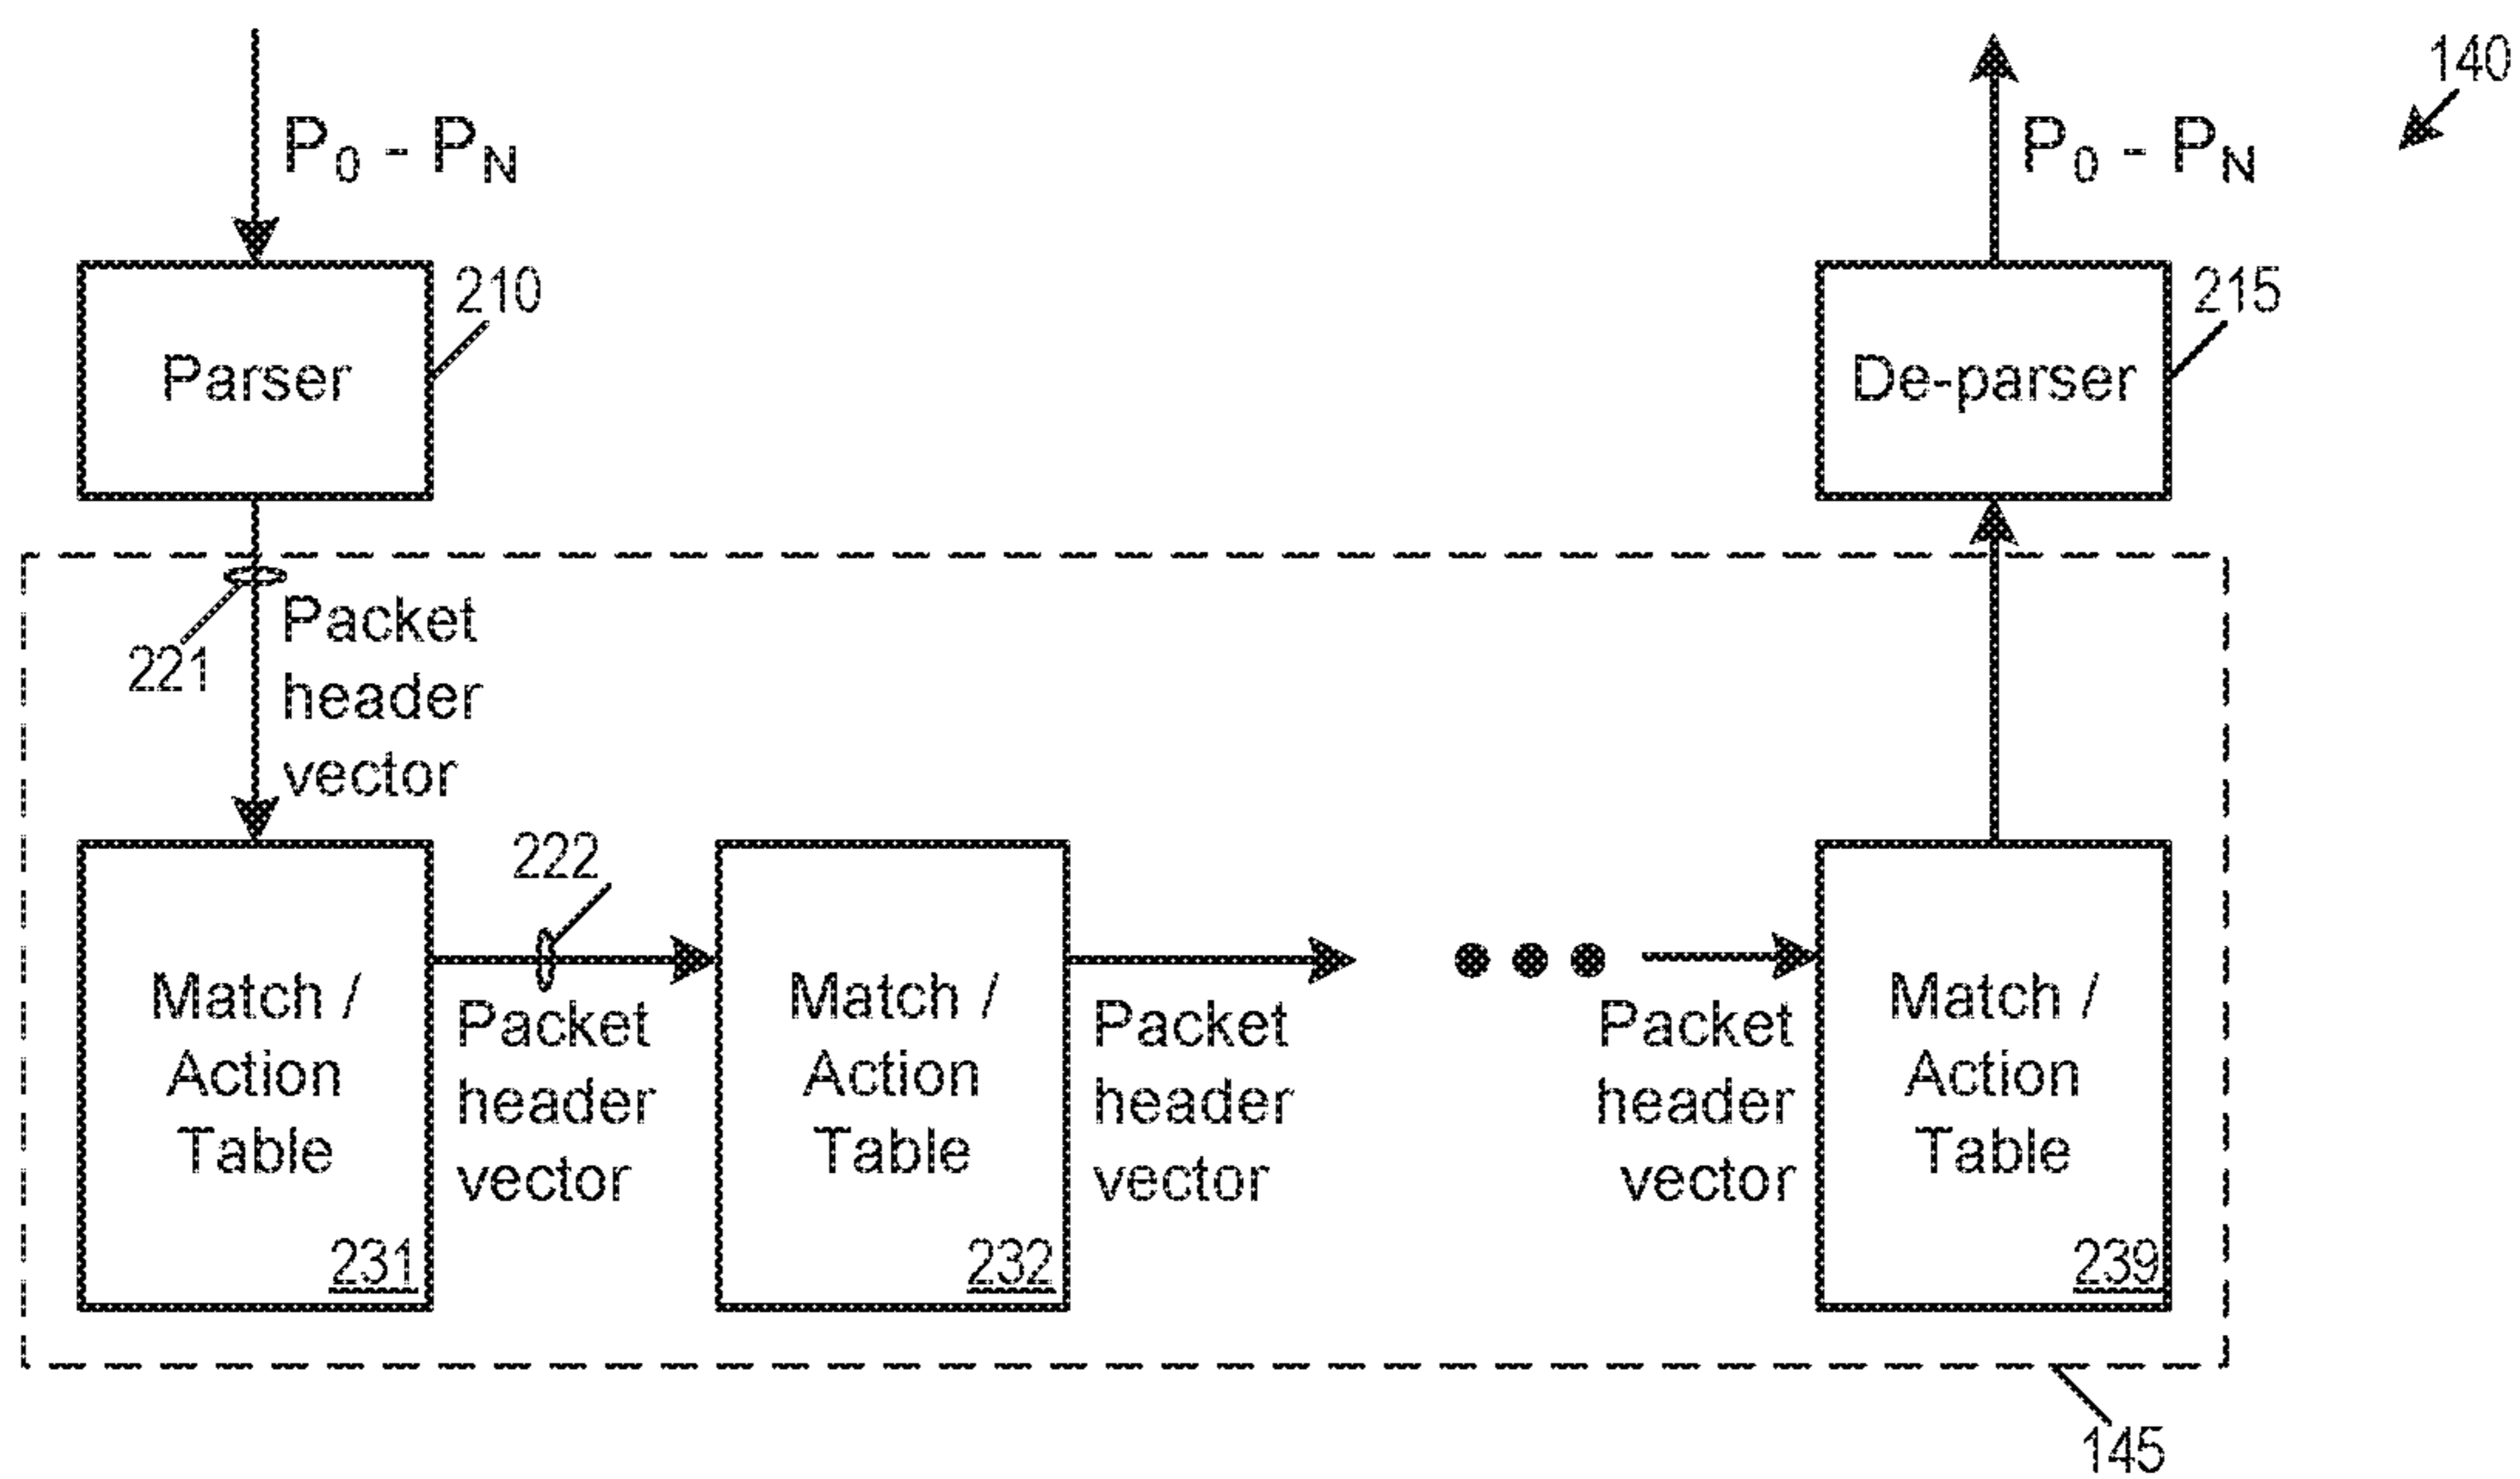 P0 - PN
P0 - PN
140
210
215
Parser
De-parser
221
Packet
header
vector
222
Match /
Action
Table
231
Packet
header
vector
Match /
Action
Table
232
Packet
header
vector
Packet
header
vector
Match /
Action
Table
239
145